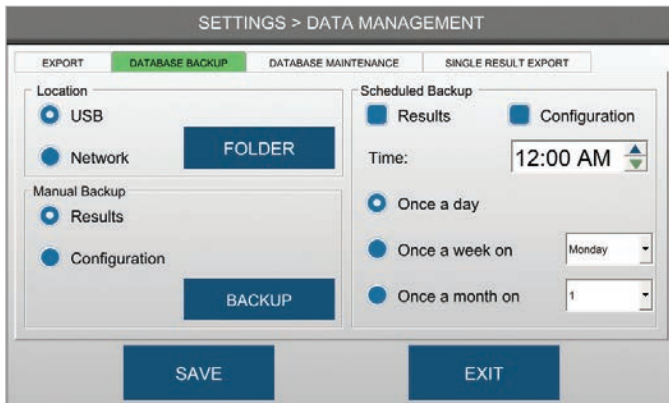 SETTINGS > DATA MANAGEMENT
EXPORT
DATABASE BACKUP
DATABASE MAINTENANCE
SINGLE RESULT EXPORT
Location
USB
Network
FOLDER
Manual Backup
Results
Configuration
BACKUP
Scheduled Backup
Results
Configuration
Time:
12:00 AM
Once a day
Once a week on
Monday
Once a month on
1
SAVE
EXIT